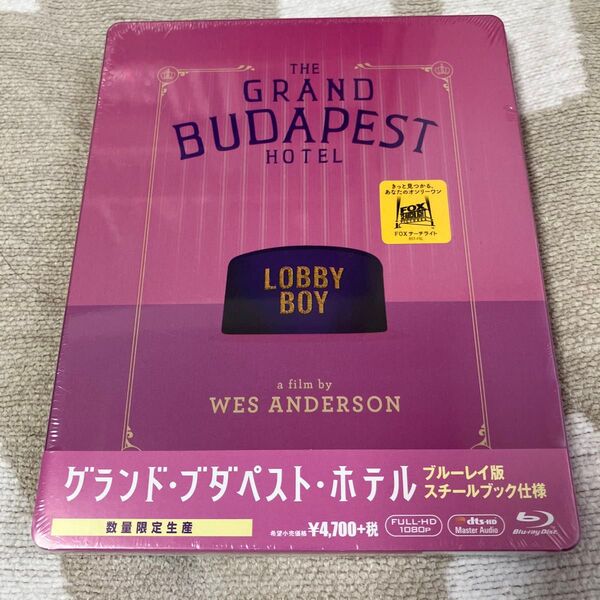 THE
GRAND
BUDAPEST
HOTEL
きっと見つかる、
あなたのオンリーワン
FOX
FOXサーチライト
LOBBY
BOY
a film by
WES ANDERSON
グランド・ブダペスト・ホテル
ブルーレイ版
スチールブック仕様
数量限定生産
希望小売価格 ¥4,700+税
FULL-HD
1080p
dts-HD
Master Audio
Blu-ray Disc